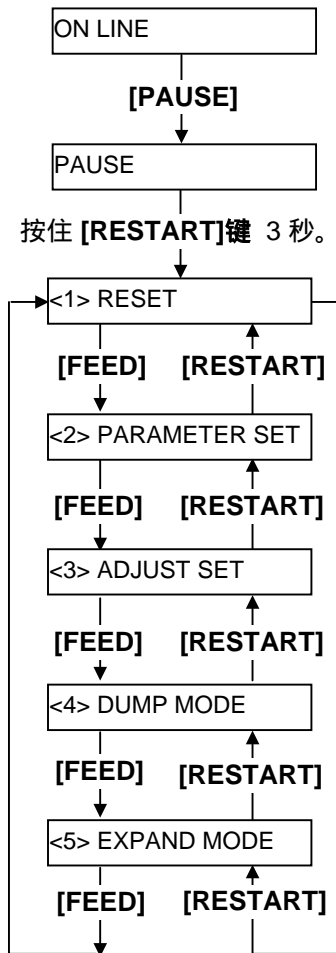 ON LINE
[PAUSE]
PAUSE
按住 [RESTART]键 3 秒。
<1> RESET
[FEED] [RESTART]
<2> PARAMETER SET
[FEED] [RESTART]
<3> ADJUST SET
[FEED] [RESTART]
<4> DUMP MODE
[FEED] [RESTART]
<5> EXPAND MODE
[FEED] [RESTART]